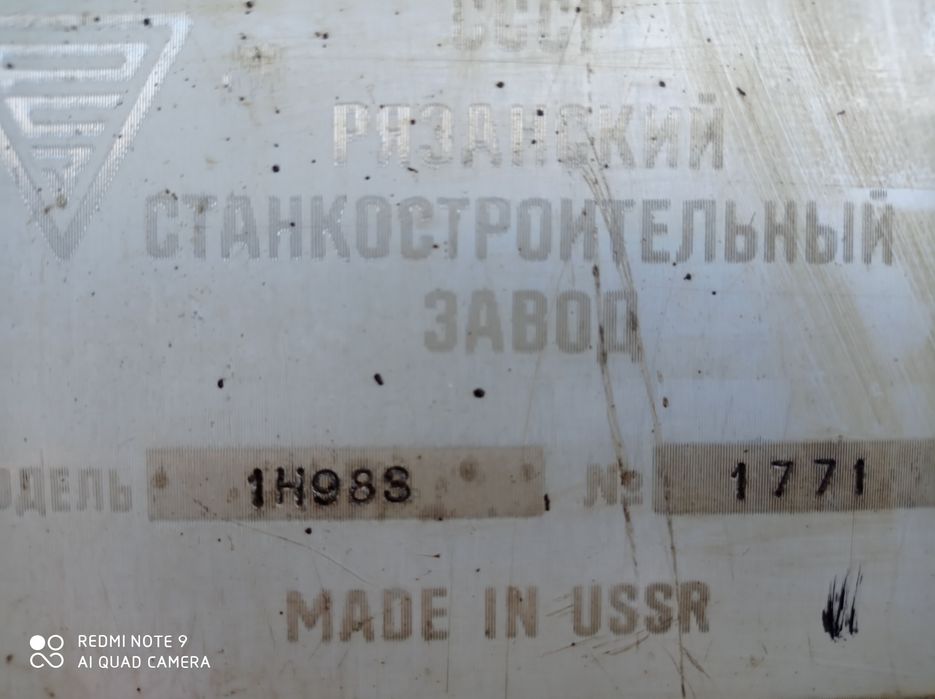 СССР
РЯЗАНСКИЙ
СТАНКОСТРОИТЕЛЬНЫЙ
ЗАВОД
ОДЕЛЬ 1Н983 № 1771
MADE IN USSR
REDMI NOTE 9
AI QUAD CAMERA